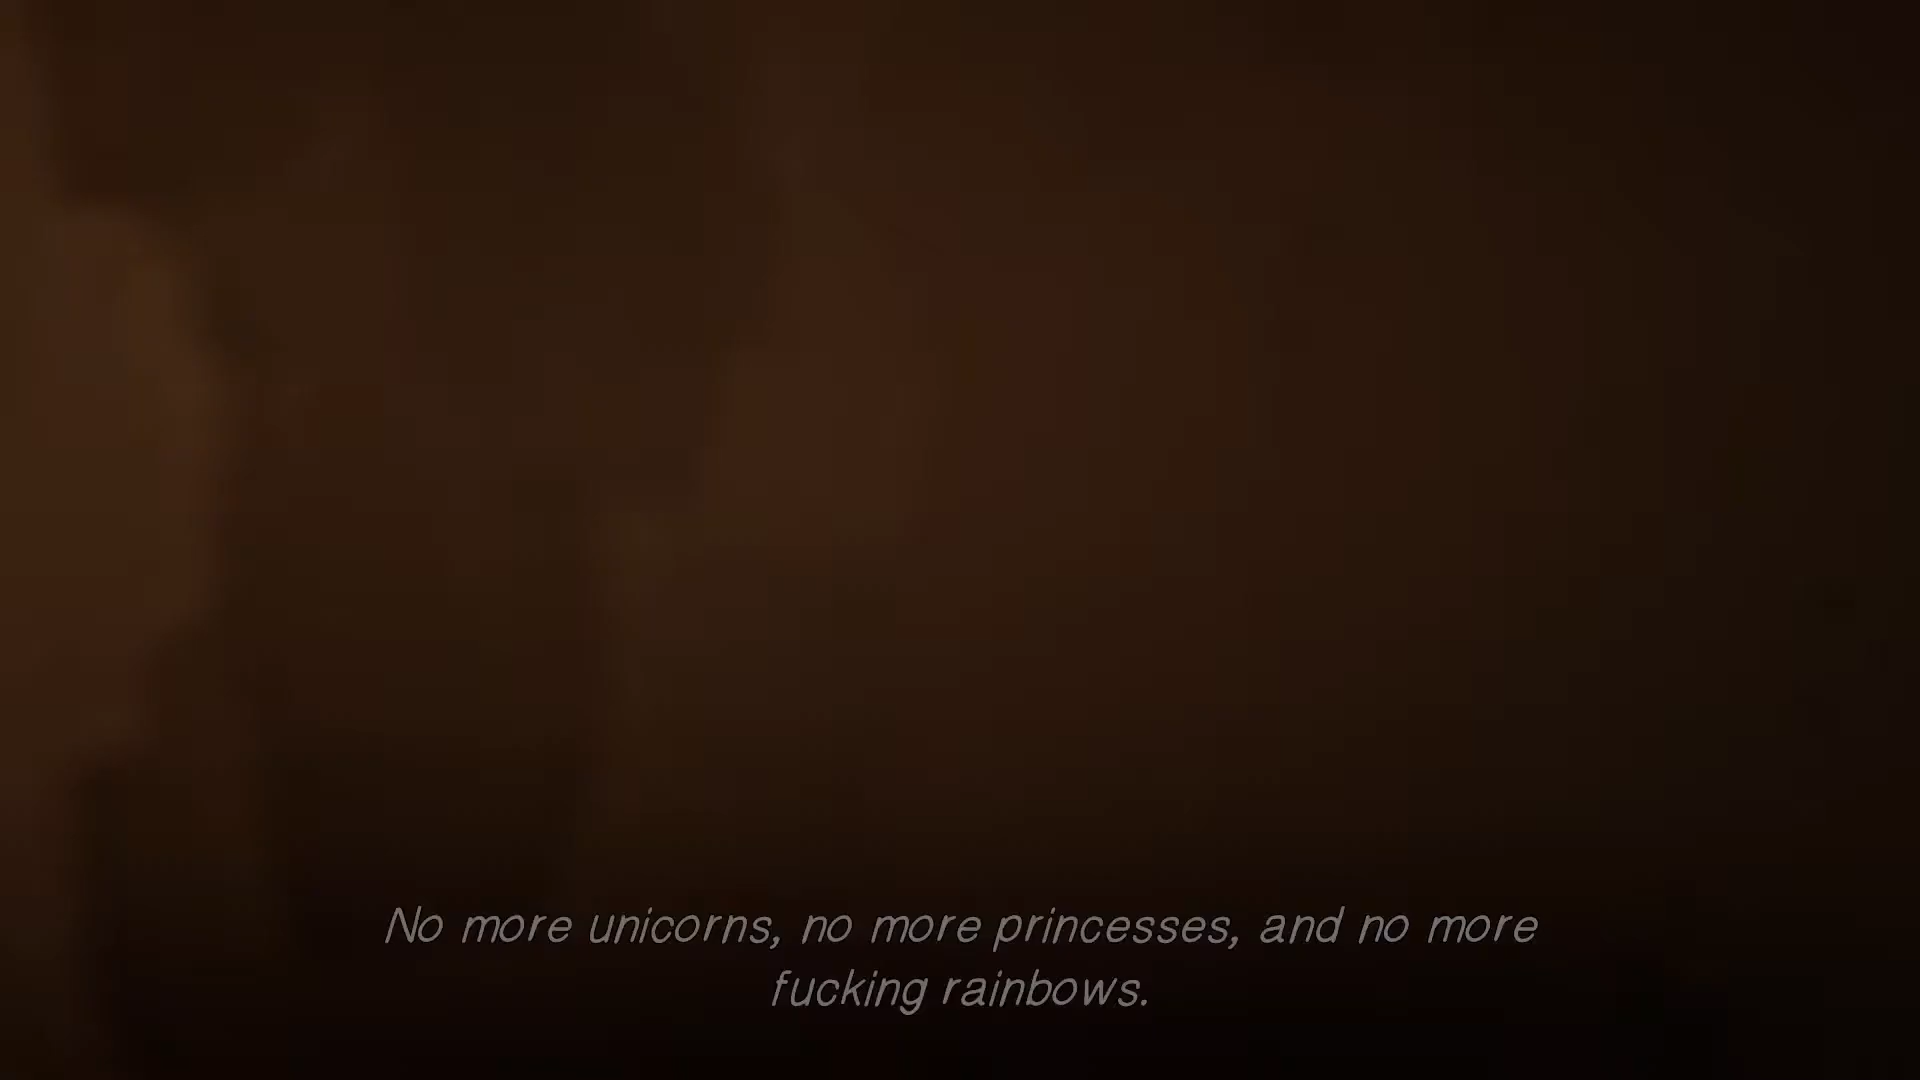 No more unicorns, no more princesses, and no more
fucking rainbows.